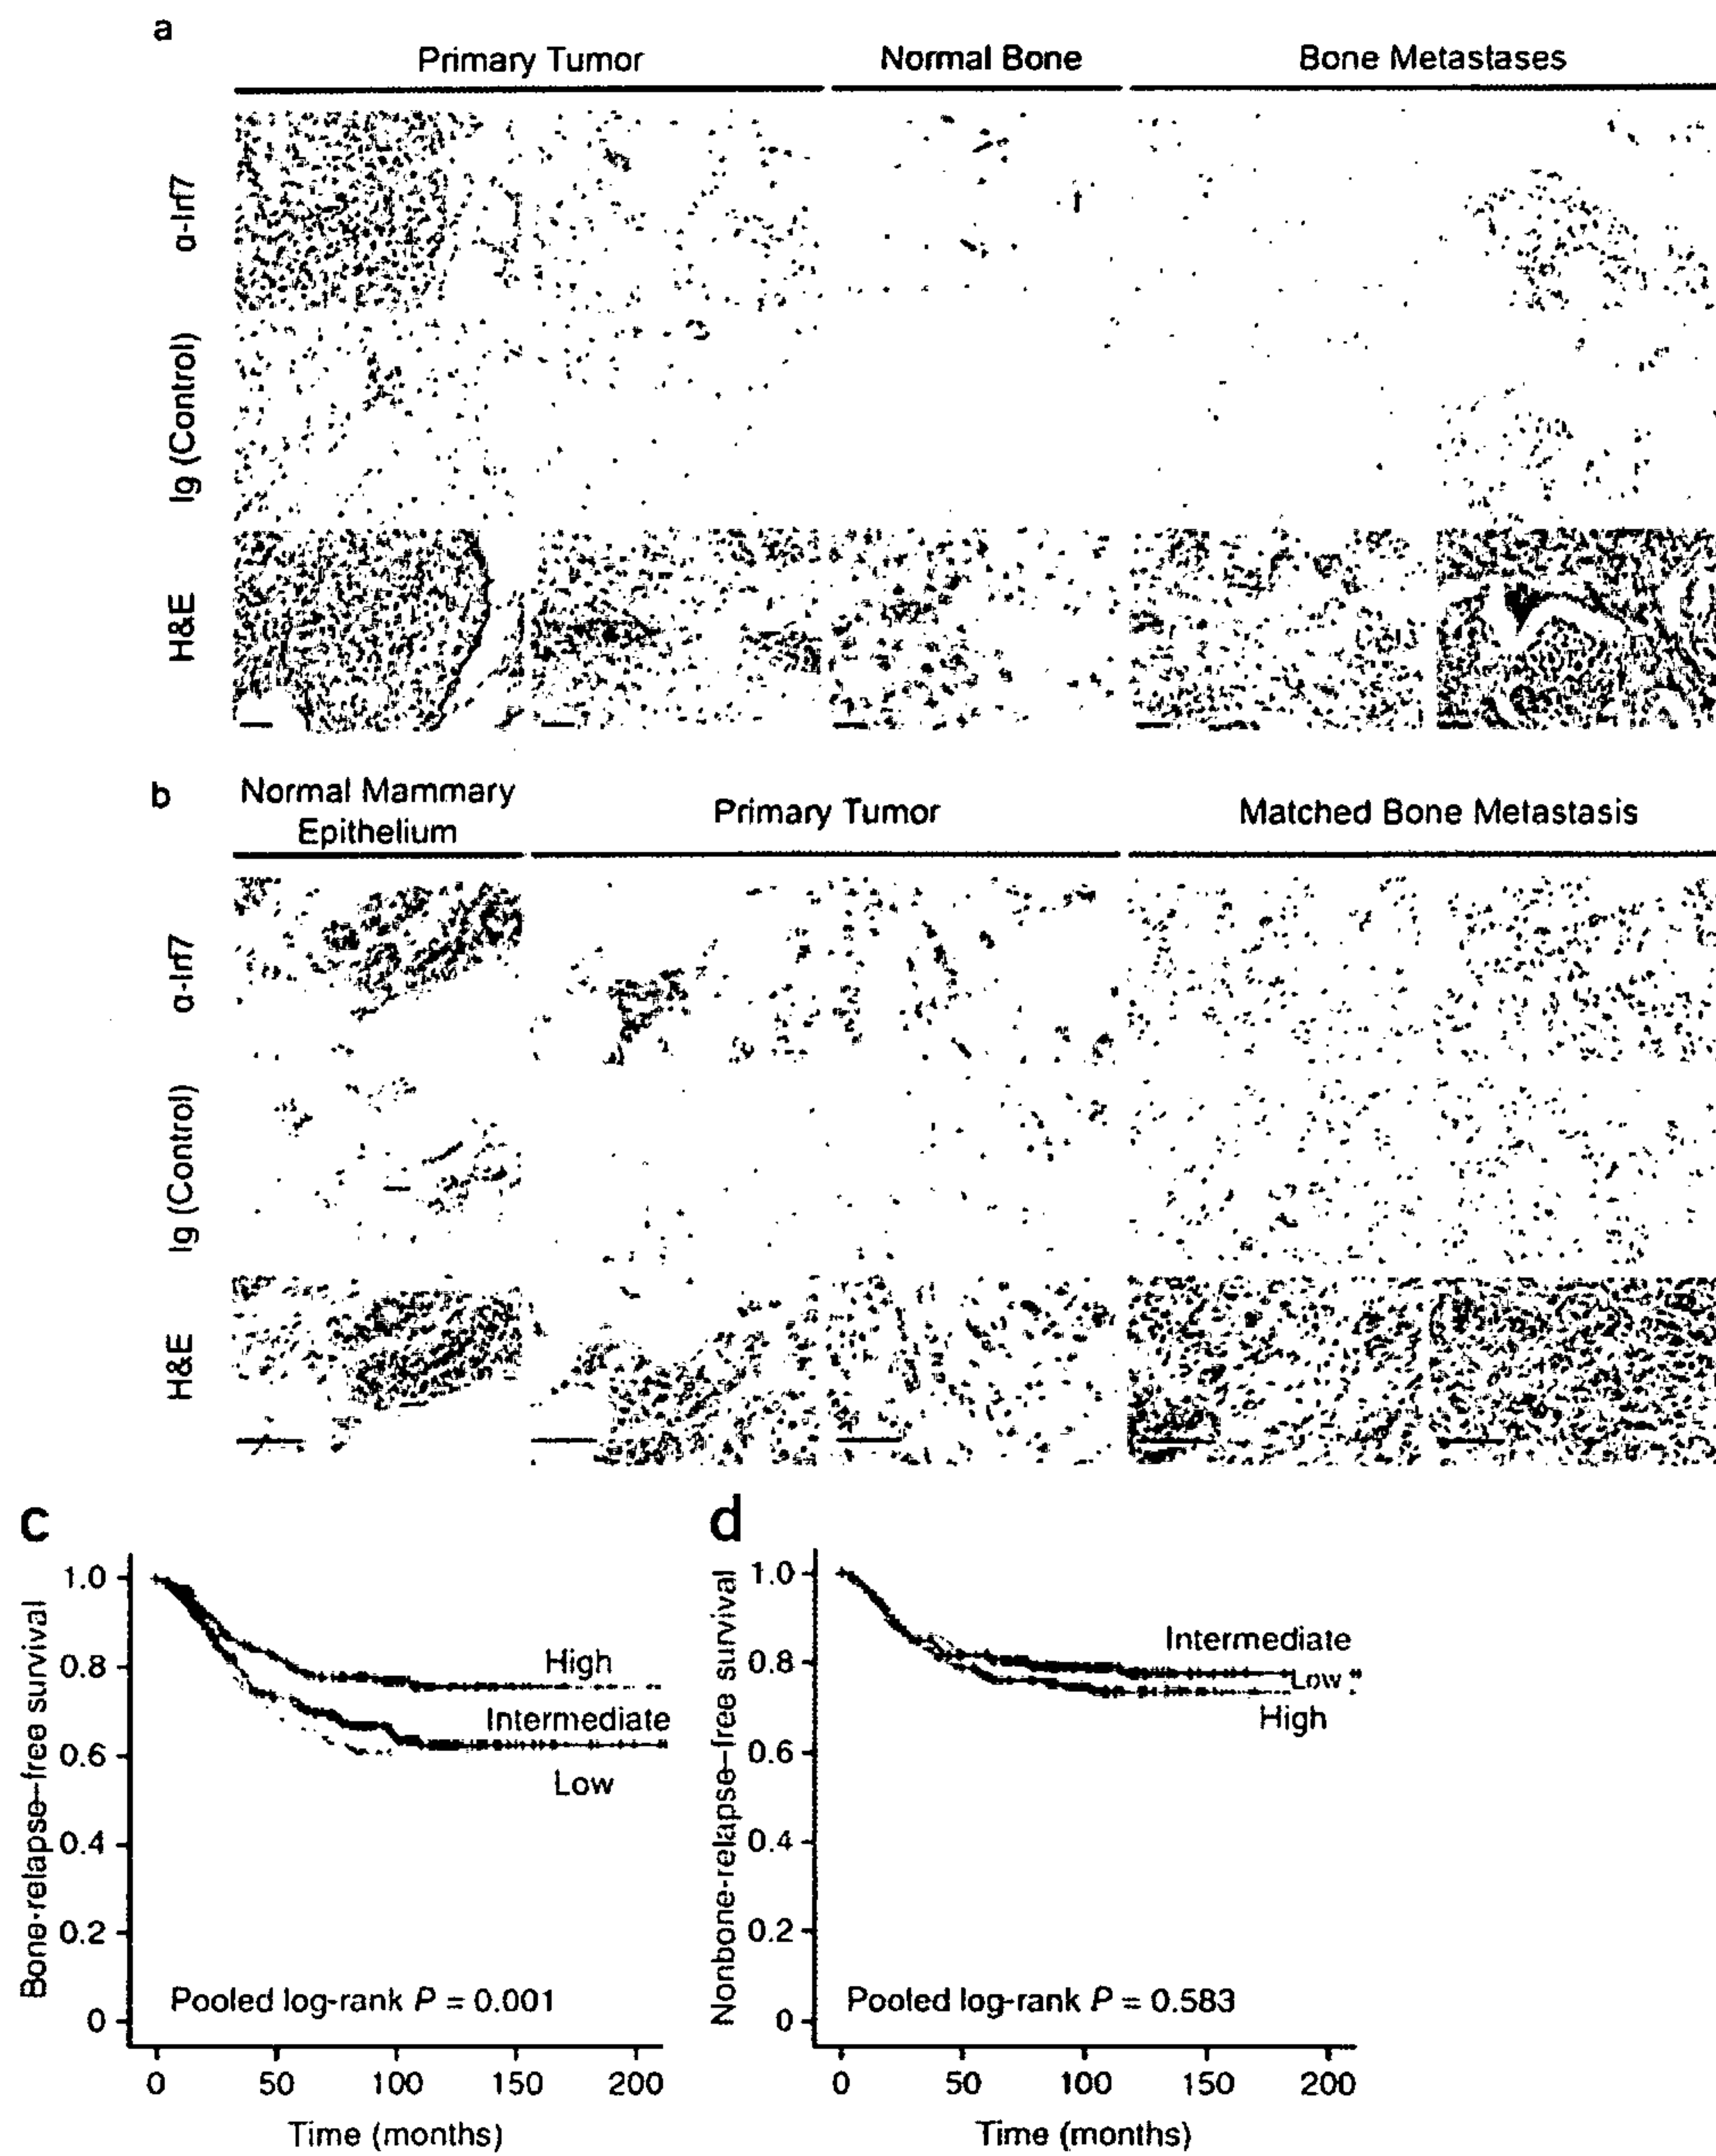 a
Primary Tumor
Normal Bone
Bone Metastases
α-Irf7
Ig (Control)
H&E
b
Normal Mammary
Epithelium
Primary Tumor
Matched Bone Metastasis
α-Irf7
Ig (Control)
H&E
c
Bone-relapse–free survival
1.0
0.8
0.6
0.4
0.2
0
High
Intermediate
Low
Pooled log-rank P = 0.001
0 50 100 150 200
Time (months)
d
Nonbone-relapse–free survival
1.0
0.8
0.6
0.4
0.2
0
Intermediate
Low
High
Pooled log-rank P = 0.583
0 50 100 150 200
Time (months)